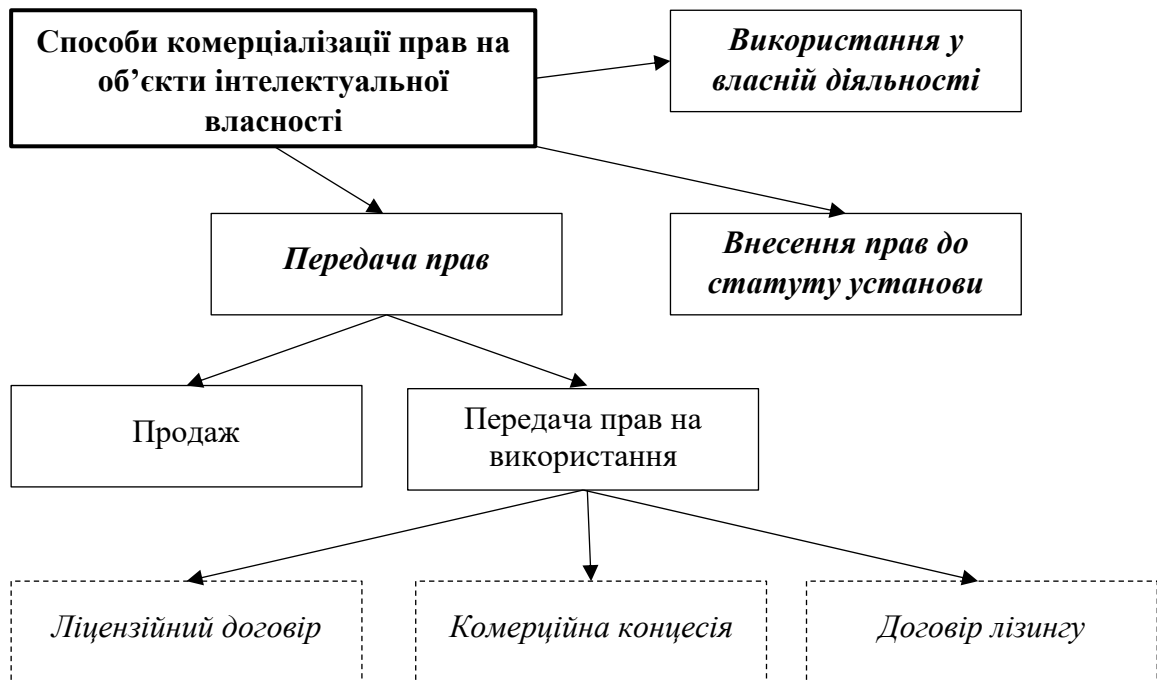 Способи комерціалізації прав на
об’єкти інтелектуальної
власності
Використання у
власній діяльності
Передача прав
Внесення прав до
статуту установи
Продаж
Передача прав на
використання
Ліцензійний договір
Комерційна концесія
Договір лізингу